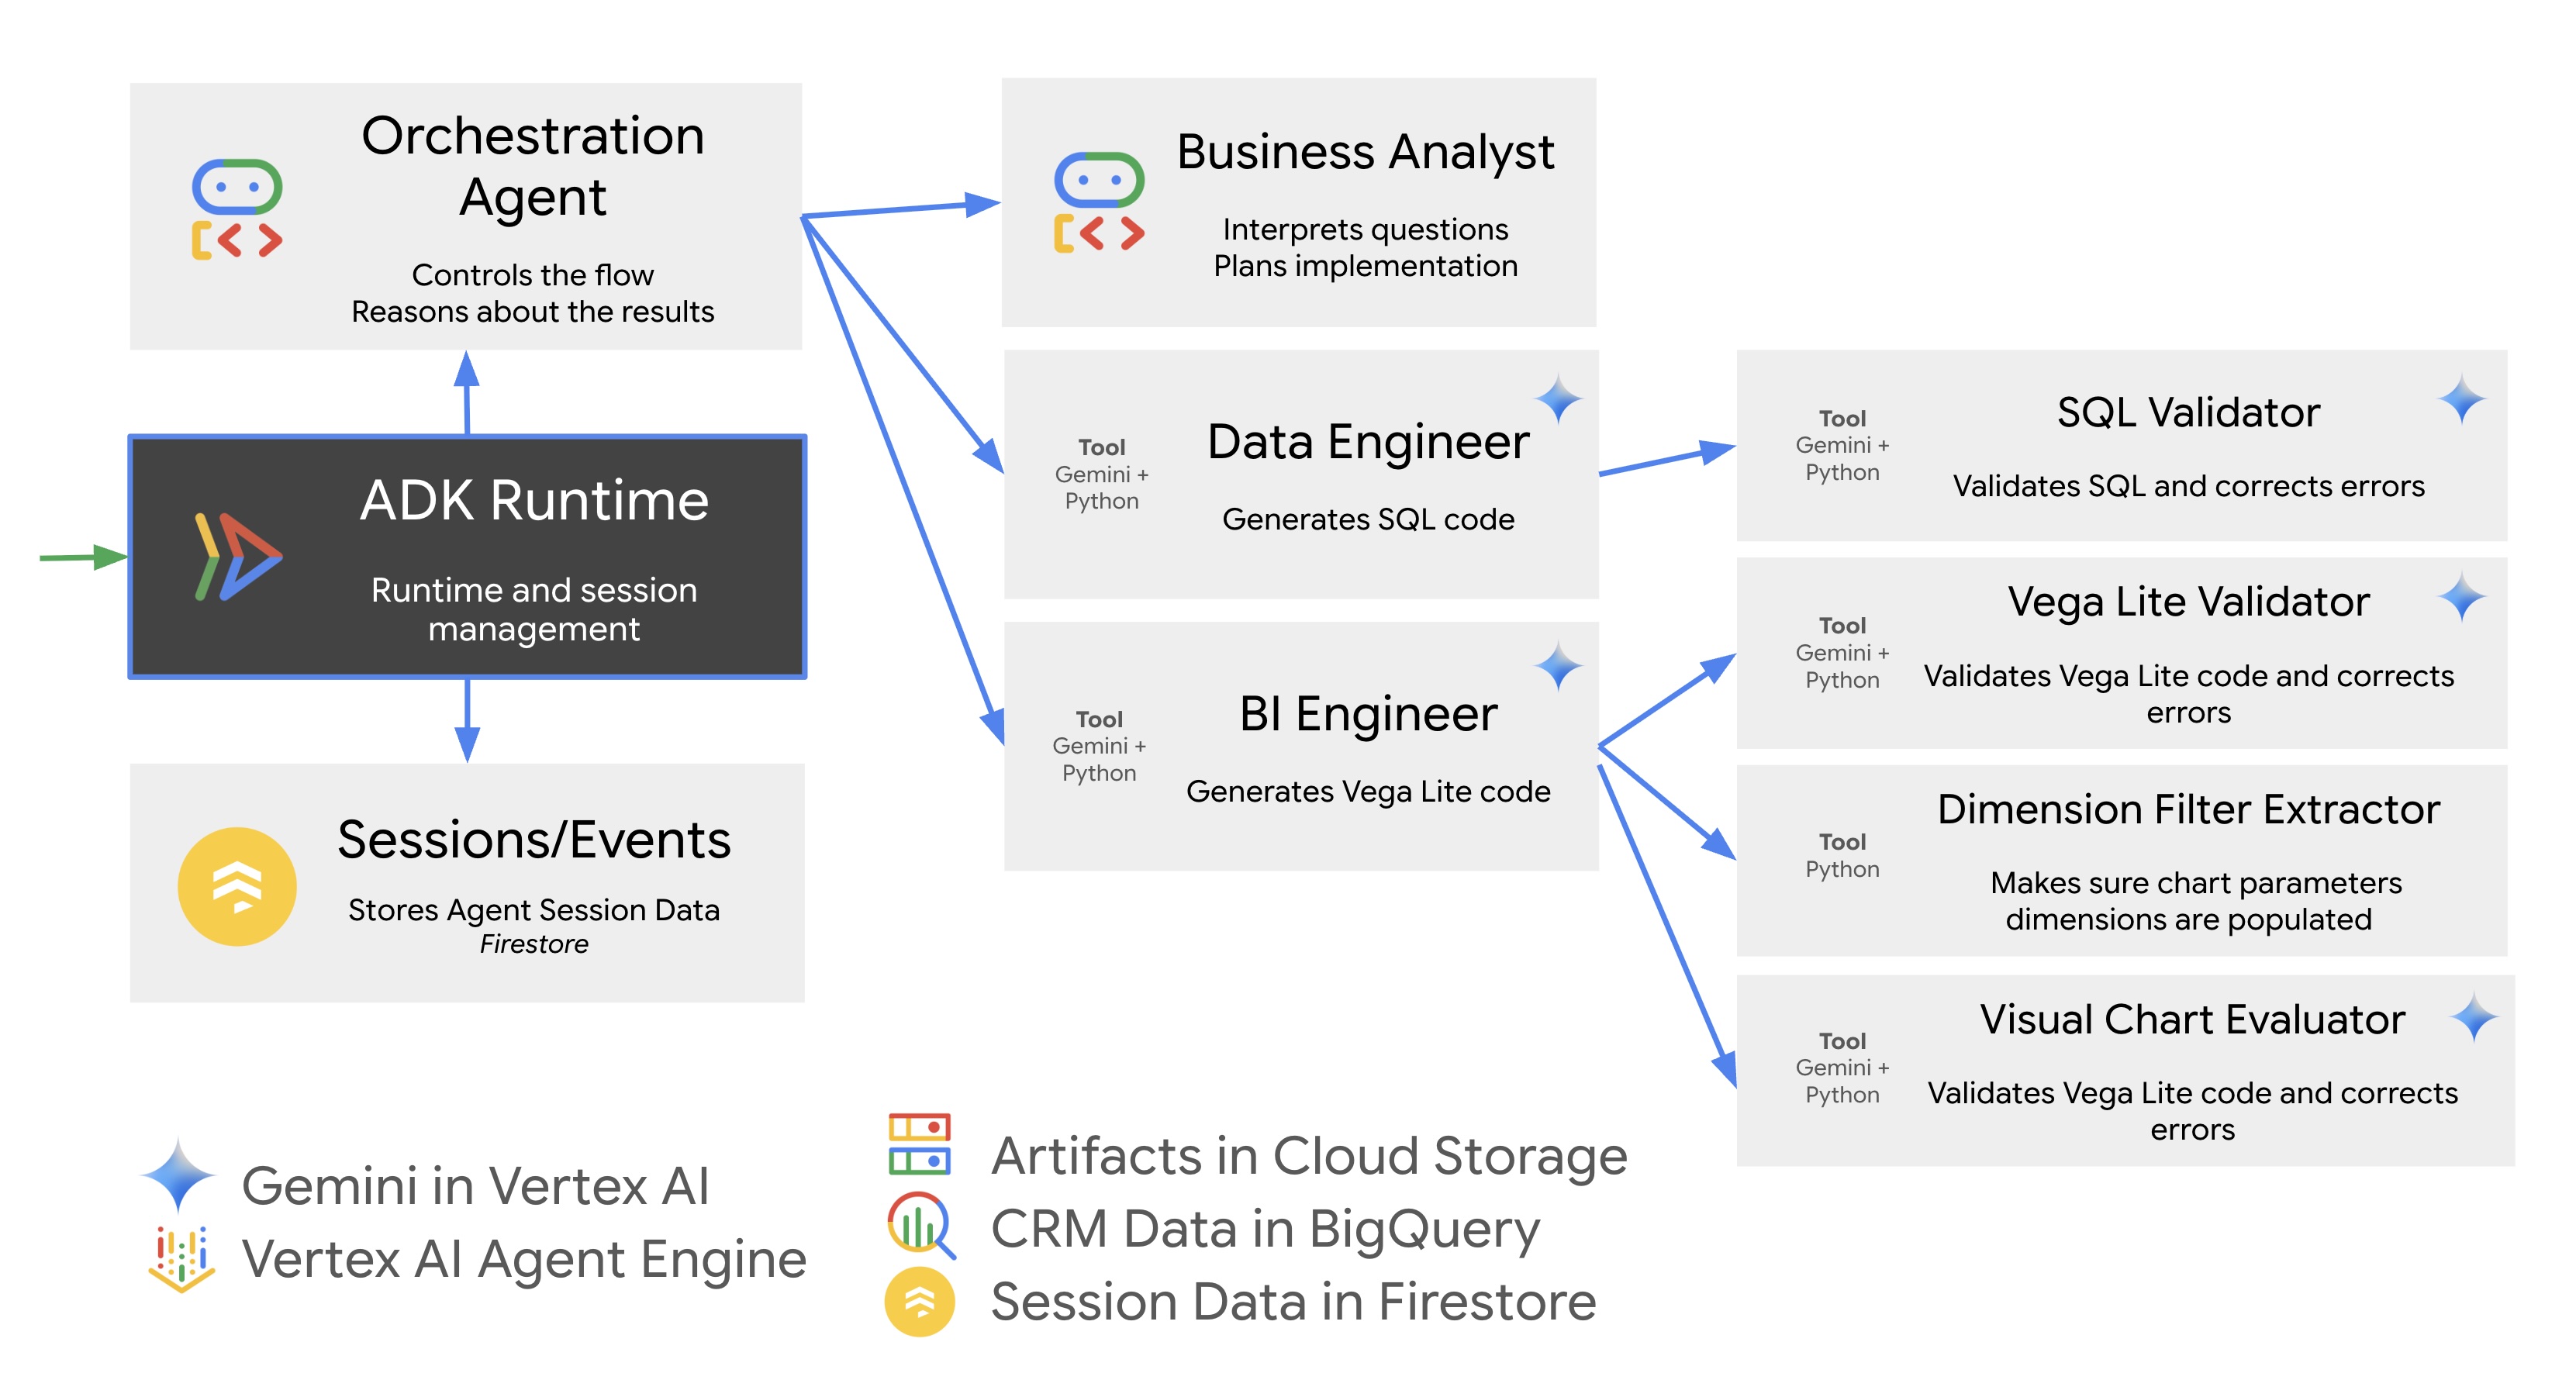 Orchestration
Agent
Controls the flow
Reasons about the results
ADK Runtime
Runtime and session
management
Sessions/Events
Stores Agent Session Data
Firestore
Business Analyst
Interprets questions
Plans implementation
Tool
Gemini +
Python
Data Engineer
Generates SQL code
Tool
Gemini +
Python
BI Engineer
Generates Vega Lite code
Tool
Gemini +
Python
SQL Validator
Validates SQL and corrects errors
Tool
Gemini +
Python
Vega Lite Validator
Validates Vega Lite code and corrects
errors
Tool
Python
Dimension Filter Extractor
Makes sure chart parameters
dimensions are populated
Tool
Gemini +
Python
Visual Chart Evaluator
Validates Vega Lite code and corrects
errors
Gemini in Vertex AI
Vertex AI Agent Engine
Artifacts in Cloud Storage
CRM Data in BigQuery
Session Data in Firestore